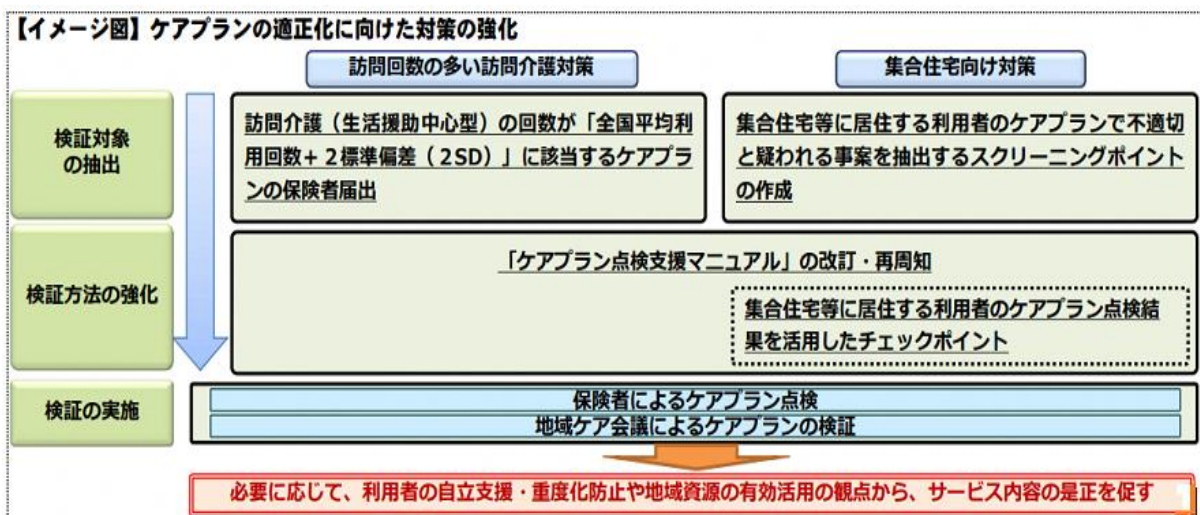 【イメージ図】ケアプランの適正化に向けた対策の強化
訪問回数の多い訪問介護対策
集合住宅向け対策
検証対象
の抽出
訪問介護（生活援助中心型）の回数が「全国平均利
用回数＋２標準偏差（２SD）」に該当するケアプラ
ンの保険者届出
集合住宅等に居住する利用者のケアプランで不適切
と疑われる事案を抽出するスクリーニングポイント
の作成
検証方法の強化
「ケアプラン点検支援マニュアル」の改訂・再周知
集合住宅等に居住する利用者のケアプラン点検結
果を活用したチェックポイント
検証の実施
保険者によるケアプラン点検
地域ケア会議によるケアプランの検証
必要に応じて、利用者の自立支援・重度化防止や地域資源の有効活用の観点から、サービス内容の是正を促す